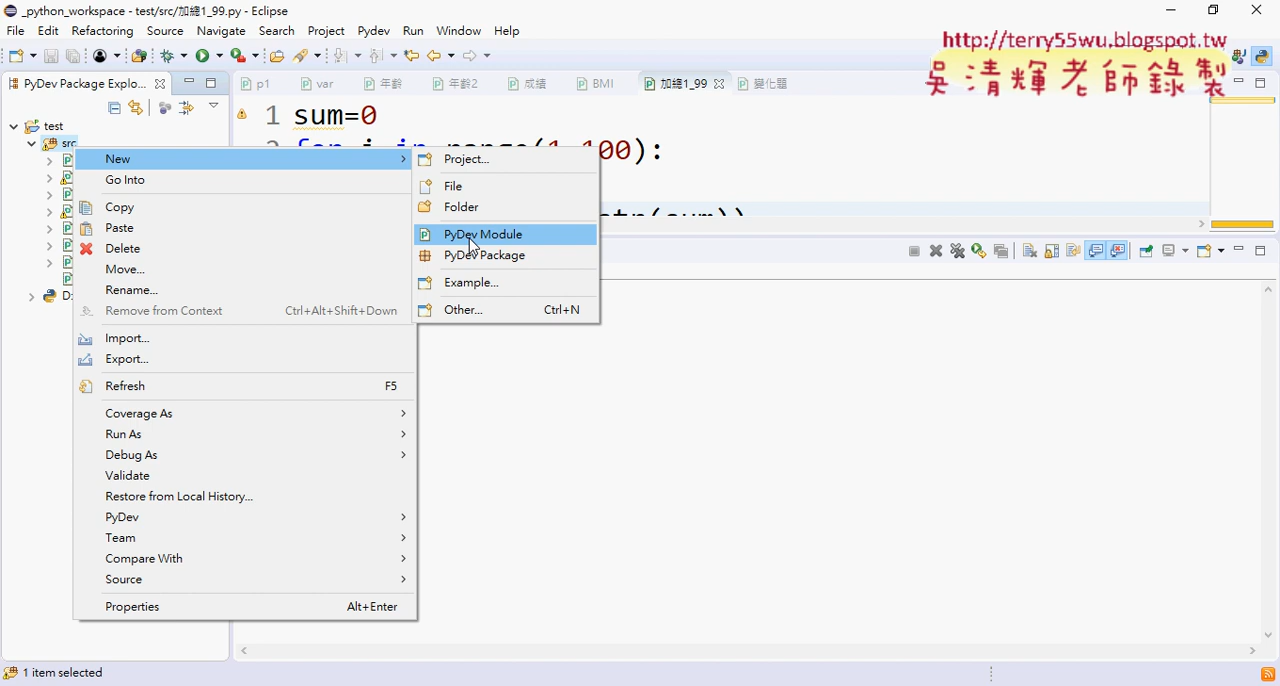 _python_workspace - test/src/加總1_99.py - Eclipse
File Edit Refactoring Source Navigate Search Project Pydev Run Window Help
http://terry55wu.blogspot.tw
吳清輝老師錄製
PyDev Package Explo...
p1 var 年齡 年齡2 成績 BMI 加總1_99 變化題
test
src
1 sum=0
New
Go Into
Copy
Paste
Delete
Move...
Rename...
Remove from Context Ctrl+Alt+Shift+Down
Import...
Export...
Refresh F5
Coverage As
Run As
Debug As
Validate
Restore from Local History...
PyDev
Team
Compare With
Source
Properties Alt+Enter
Project...
File
Folder
PyDev Module
PyDev Package
Example...
Other... Ctrl+N
1 item selected